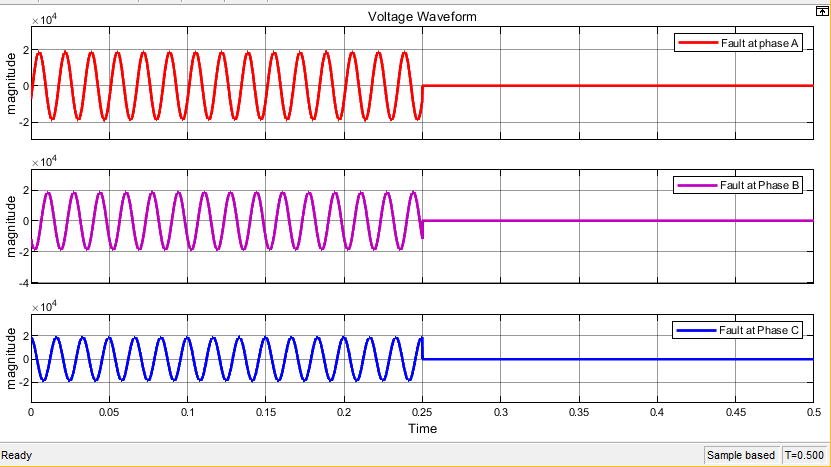 Voltage Waveform
×10⁴
2
0
-2
magnitude
Fault at phase A
×10⁴
2
0
-2
-4
magnitude
Fault at Phase B
×10⁴
2
0
-2
magnitude
Fault at Phase C
0 0.05 0.1 0.15 0.2 0.25 0.3 0.35 0.4 0.45 0.5
Time
Ready Sample based T=0.500